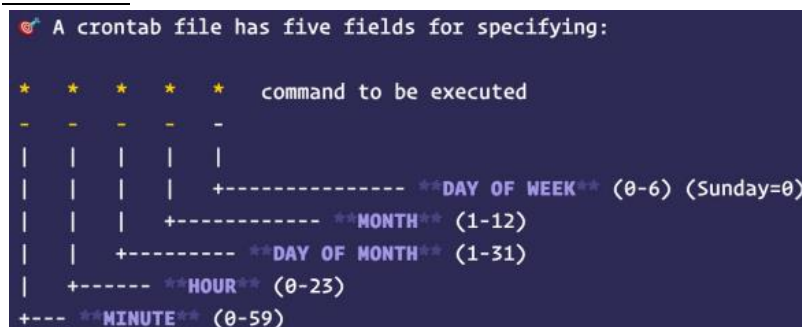 🎯 A crontab file has five fields for specifying:
* * * * * command to be executed
- - - - -
| | | | |
| | | | +--------------- **DAY OF WEEK** (0-6) (Sunday=0)
| | | +------------ **MONTH** (1-12)
| | +--------- **DAY OF MONTH** (1-31)
| +------ **HOUR** (0-23)
+--- **MINUTE** (0-59)